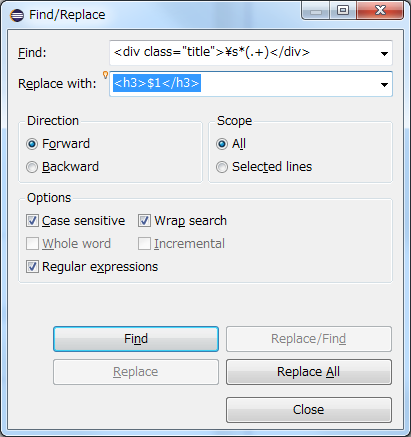 Find/Replace
Find: <div class="title">¥s*(.+)</div>
Replace with: <h3>$1</h3>
Direction
Forward
Backward
Scope
All
Selected lines
Options
Case sensitive Wrap search
Whole word Incremental
Regular expressions
Find Replace/Find
Replace Replace All
Close